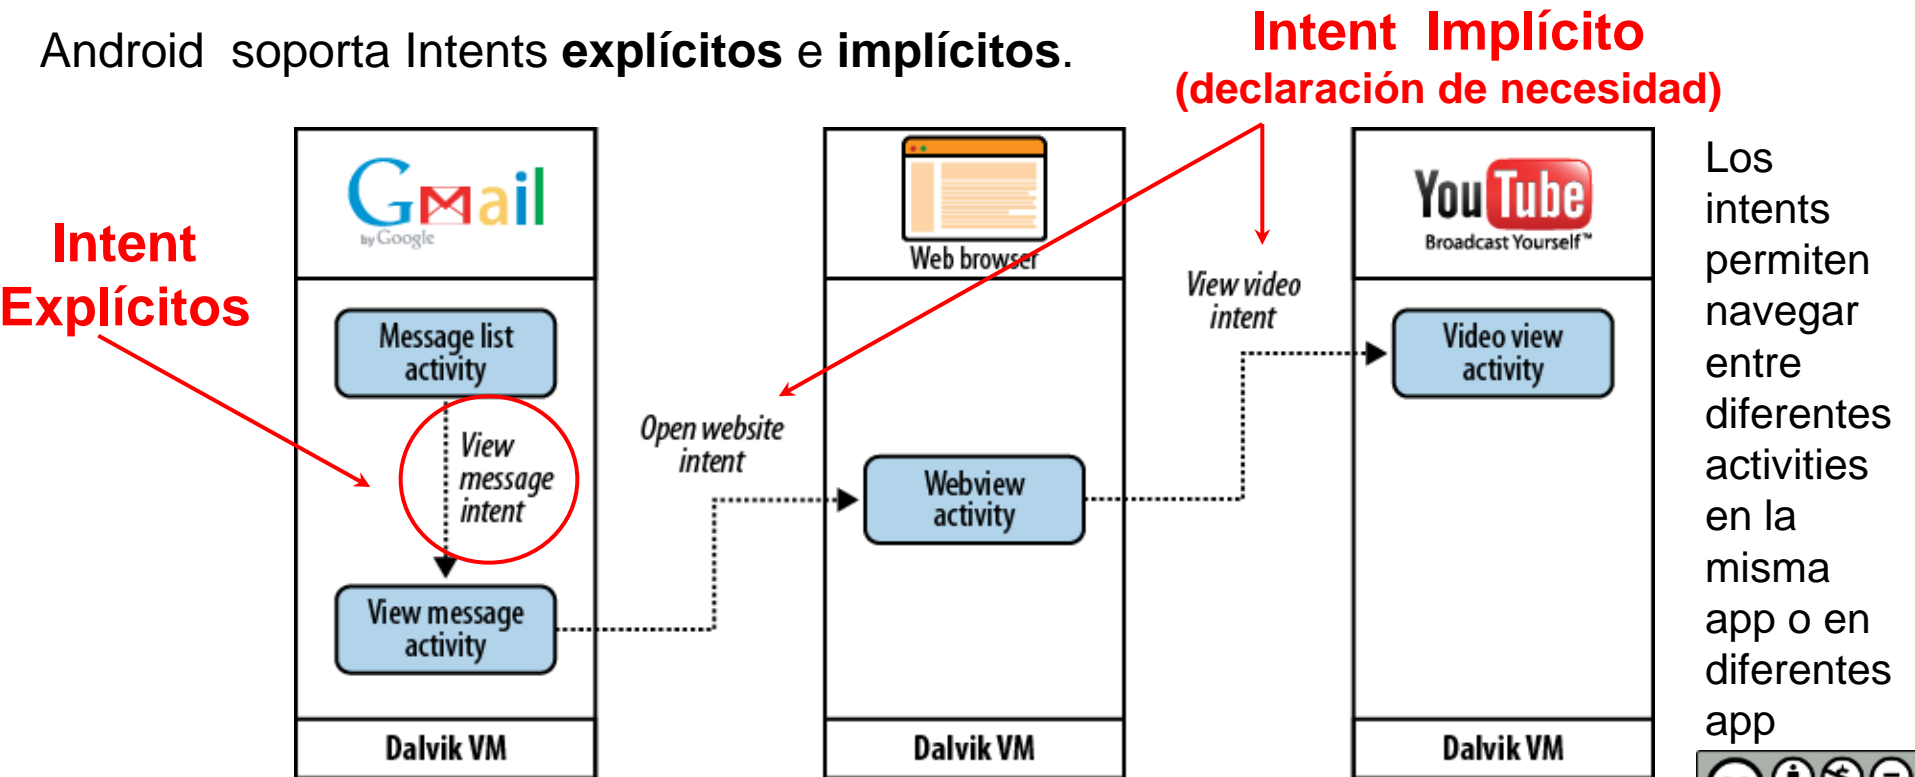 Android soporta Intents explícitos e implícitos.
Intent Implícito
(declaración de necesidad)
Intent
Explícitos
Gmail
by Google
Message list
activity
View
message
intent
View message
activity
Dalvik VM
Open website
intent
Web browser
Webview
activity
Dalvik VM
View video
intent
YouTube
Broadcast Yourself™
Video view
activity
Dalvik VM
Los
intents
permiten
navegar
entre
diferentes
activities
en la
misma
app o en
diferentes
app